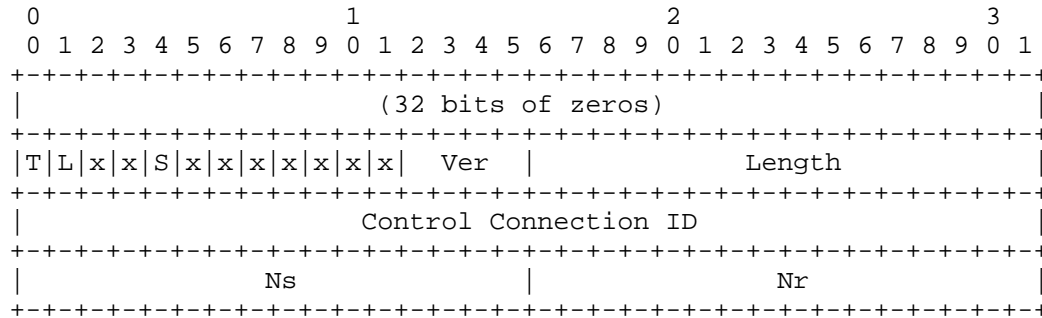 0                   1                   2                   3
 0 1 2 3 4 5 6 7 8 9 0 1 2 3 4 5 6 7 8 9 0 1 2 3 4 5 6 7 8 9 0 1
+-+-+-+-+-+-+-+-+-+-+-+-+-+-+-+-+-+-+-+-+-+-+-+-+-+-+-+-+-+-+-+-+
|                      (32 bits of zeros)                       |
+-+-+-+-+-+-+-+-+-+-+-+-+-+-+-+-+-+-+-+-+-+-+-+-+-+-+-+-+-+-+-+-+
|T|L|x|x|S|x|x|x|x|x|x|x|  Ver  |             Length            |
+-+-+-+-+-+-+-+-+-+-+-+-+-+-+-+-+-+-+-+-+-+-+-+-+-+-+-+-+-+-+-+-+
|                     Control Connection ID                     |
+-+-+-+-+-+-+-+-+-+-+-+-+-+-+-+-+-+-+-+-+-+-+-+-+-+-+-+-+-+-+-+-+
|               Ns              |               Nr              |
+-+-+-+-+-+-+-+-+-+-+-+-+-+-+-+-+-+-+-+-+-+-+-+-+-+-+-+-+-+-+-+-+